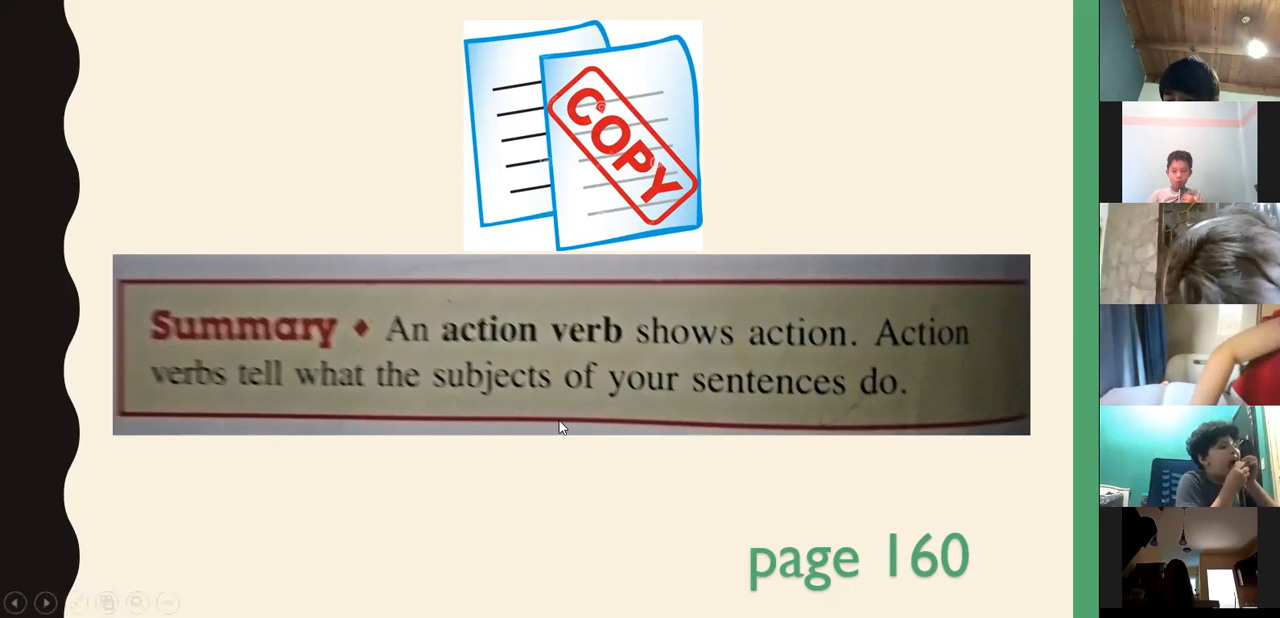 COPY
Summary ♦ An action verb shows action. Action
verbs tell what the subjects of your sentences do.
page 160